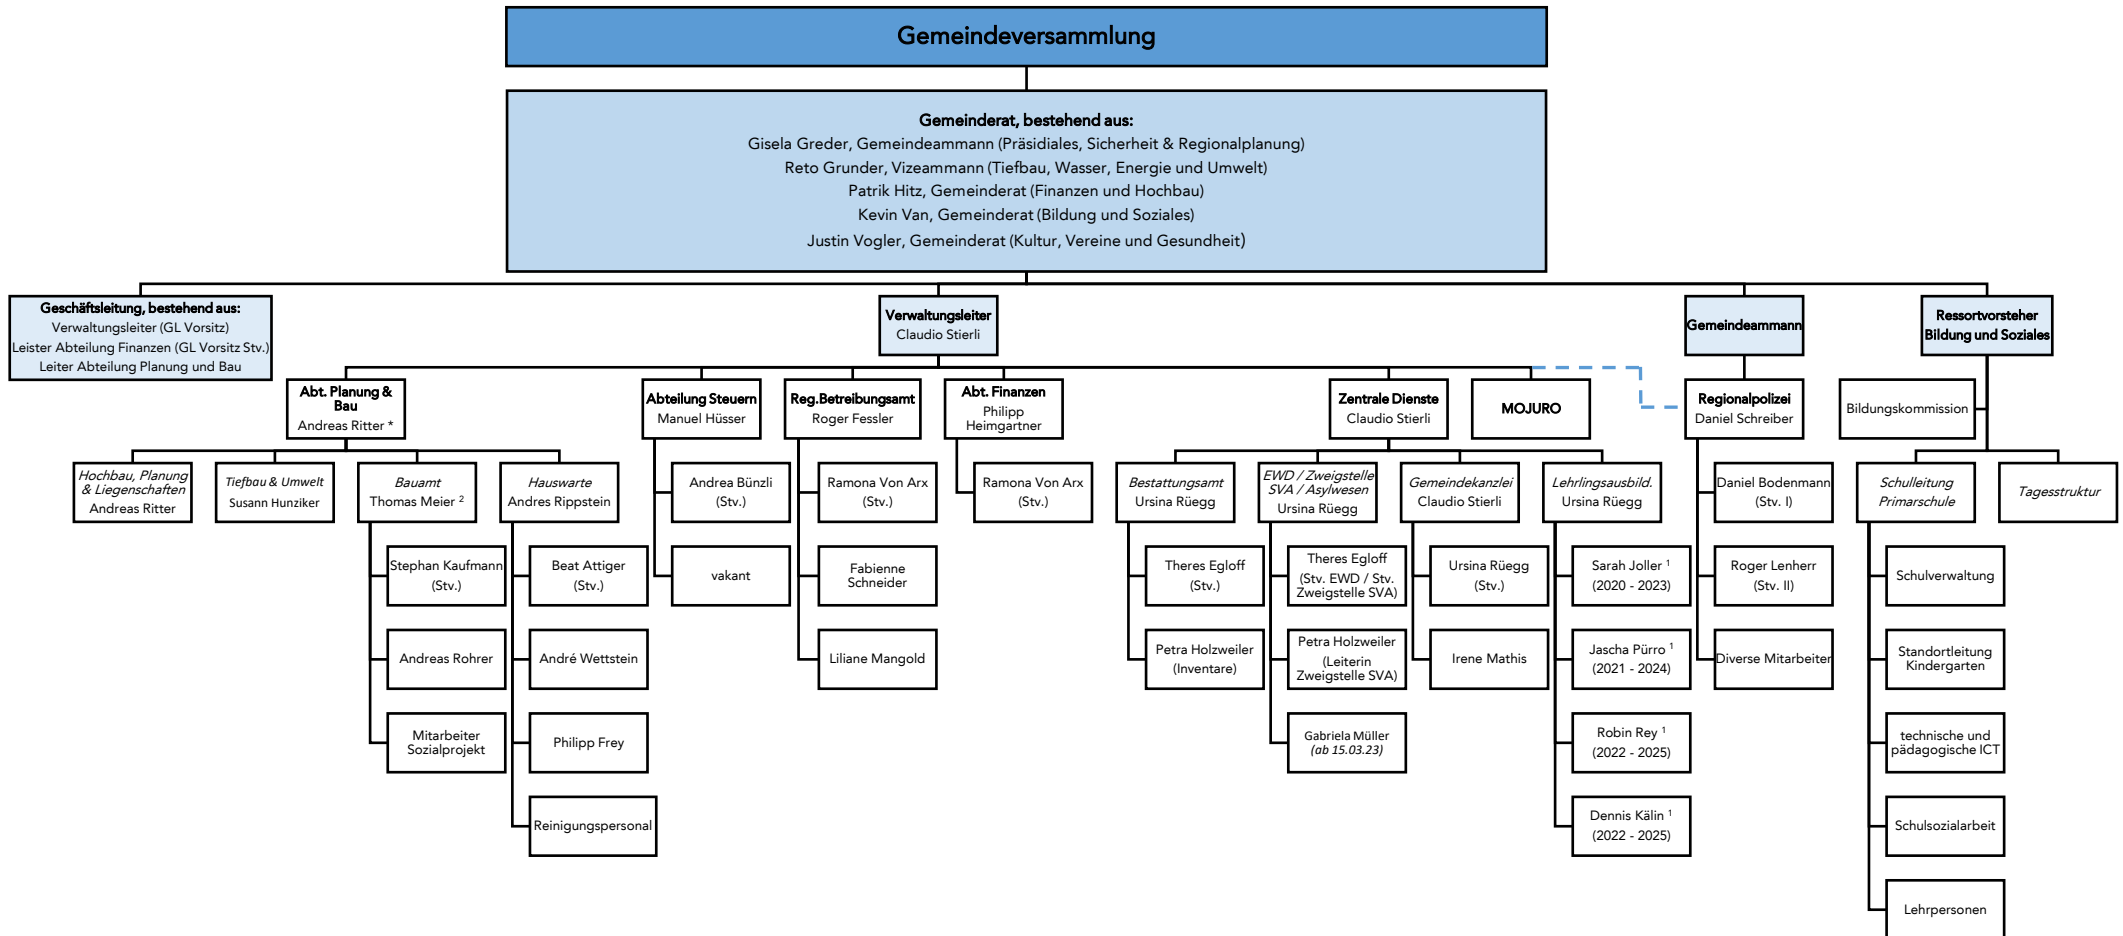 Gemeindeversammlung
Gemeinderat, bestehend aus:
Gisela Greder, Gemeindeammann (Präsidiales, Sicherheit & Regionalplanung)
Reto Grunder, Vizeammann (Tiefbau, Wasser, Energie und Umwelt)
Patrik Hitz, Gemeinderat (Finanzen und Hochbau)
Kevin Van, Gemeinderat (Bildung und Soziales)
Justin Vogler, Gemeinderat (Kultur, Vereine und Gesundheit)
Geschäftsleitung, bestehend aus:
Verwaltungsleiter (GL Vorsitz)
Leister Abteilung Finanzen (GL Vorsitz Stv.)
Leiter Abteilung Planung und Bau
Verwaltungsleiter
Claudio Stierli
Gemeindeammann
Ressortvorsteher
Bildung und Soziales
Abt. Planung &
Bau
Andreas Ritter *
Abteilung Steuern
Manuel Hüsser
Reg.Betreibungsamt
Roger Fessler
Abt. Finanzen
Philipp
Heimgartner
Zentrale Dienste
Claudio Stierli
MOJURO
Regionalpolizei
Daniel Schreiber
Bildungskommission
Hochbau, Planung
& Liegenschaften
Andreas Ritter
Tiefbau & Umwelt
Susann Hunziker
Bauamt
Thomas Meier ²
Hauswarte
Andres Rippstein
Andrea Bünzli
(Stv.)
Ramona Von Arx
(Stv.)
Ramona Von Arx
(Stv.)
Bestattungsamt
Ursina Rüegg
EWD / Zweigstelle
SVA / Asylwesen
Ursina Rüegg
Gemeindekanzlei
Claudio Stierli
Lehrlingsausbild.
Ursina Rüegg
Daniel Bodenmann
(Stv. I)
Schulleitung
Primarschule
Tagesstruktur
Stephan Kaufmann
(Stv.)
Beat Attiger
(Stv.)
vakant
Fabienne
Schneider
Theres Egloff
(Stv.)
Theres Egloff
(Stv. EWD / Stv.
Zweigstelle SVA)
Ursina Rüegg
(Stv.)
Sarah Joller ¹
(2020 - 2023)
Roger Lenherr
(Stv. II)
Schulverwaltung
Andreas Rohrer
André Wettstein
Liliane Mangold
Petra Holzweiler
(Inventare)
Petra Holzweiler
(Leiterin
Zweigstelle SVA)
Irene Mathis
Jascha Pürro ¹
(2021 - 2024)
Diverse Mitarbeiter
Standortleitung
Kindergarten
Mitarbeiter
Sozialprojekt
Philipp Frey
Gabriela Müller
(ab 15.03.23)
Robin Rey ¹
(2022 - 2025)
technische und
pädagogische ICT
Reinigungspersonal
Dennis Kälin ¹
(2022 - 2025)
Schulsozialarbeit
Lehrpersonen